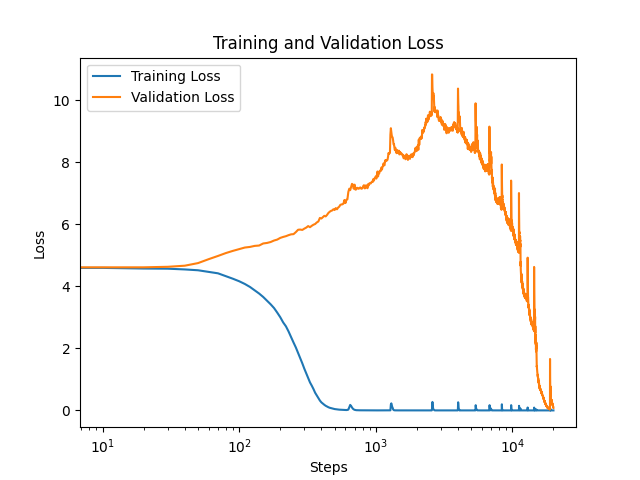 Training and Validation Loss
Training Loss
Validation Loss
Loss
10
8
6
4
2
0
10¹
10²
10³
10⁴
Steps